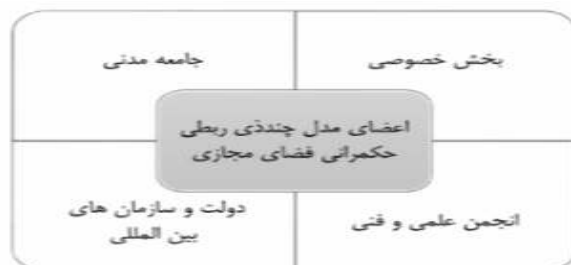 بخش خصوصی
جامعه مدنی
اعضای مدل چندذی ربطی
حکمرانی فضای مجازی
انجمن علمی و فنی
دولت و سازمان های
بین المللی